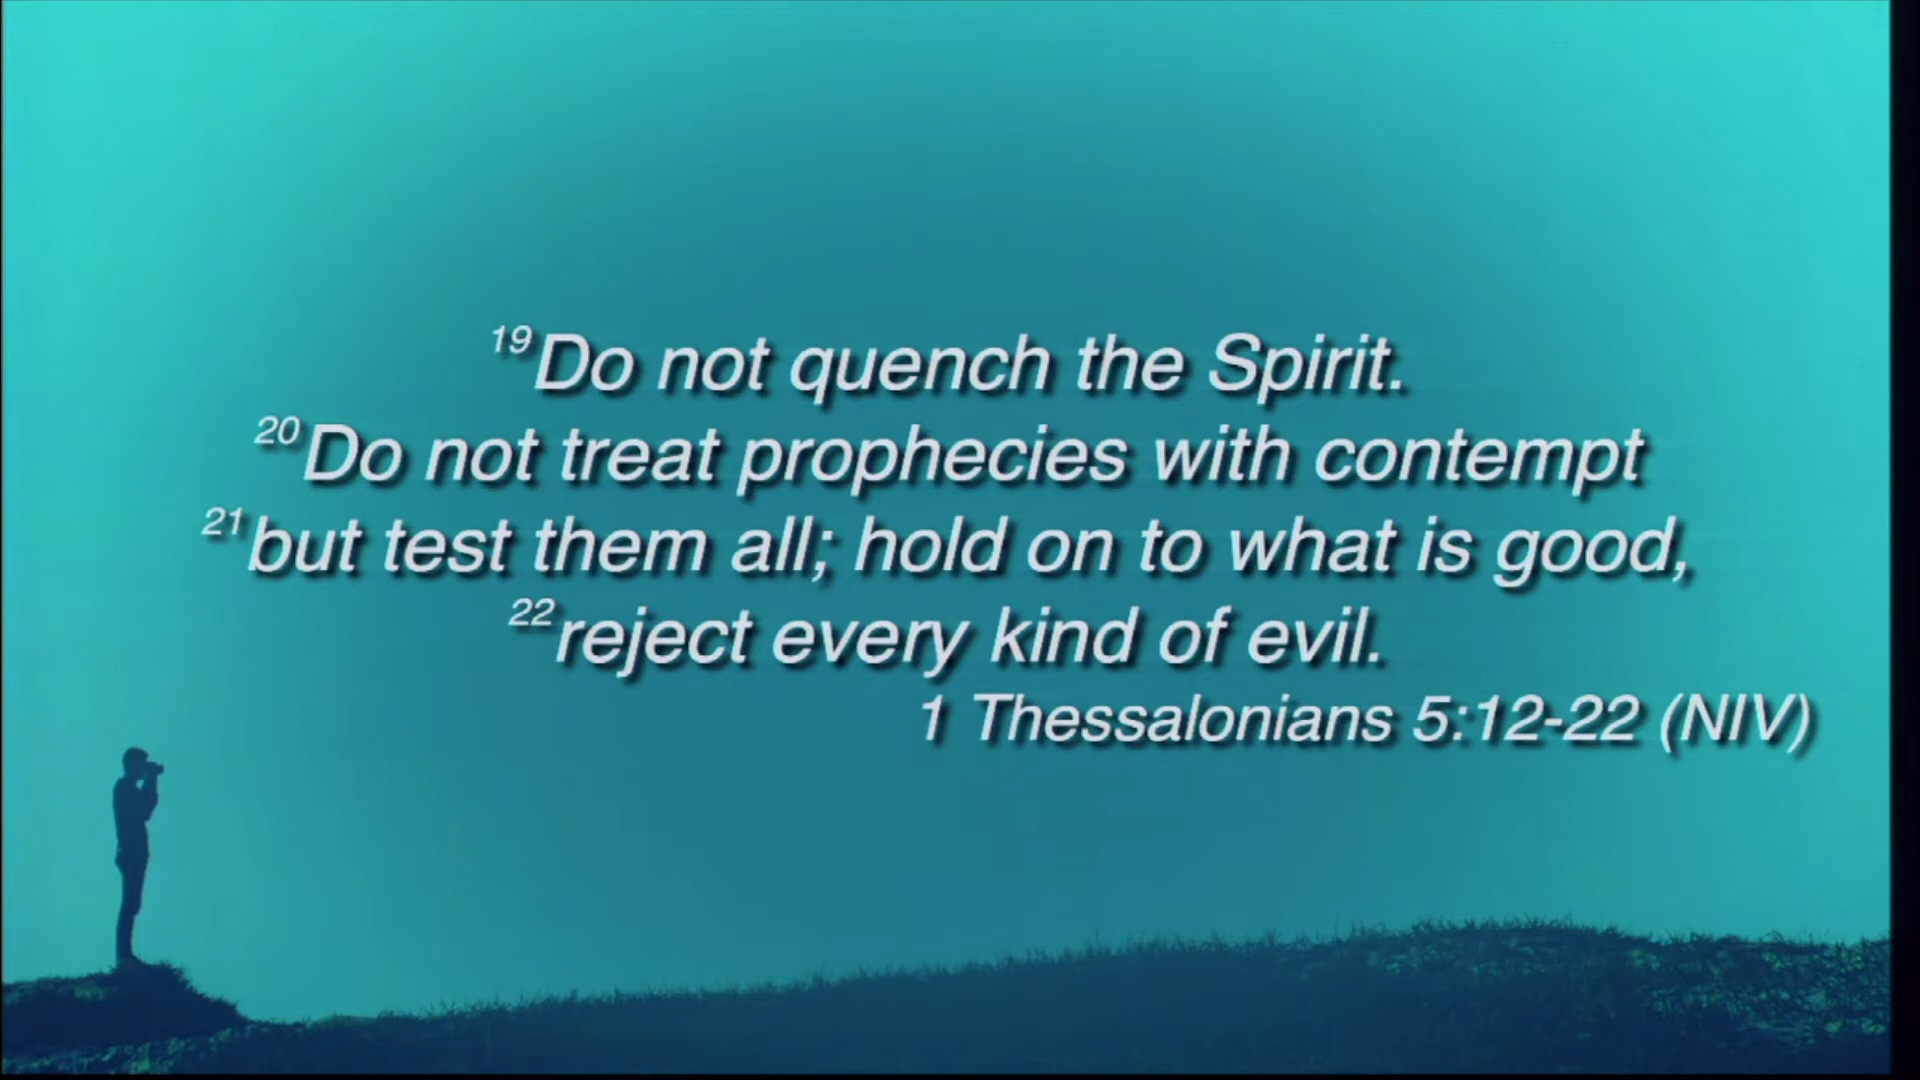 19Do not quench the Spirit.
20Do not treat prophecies with contempt
21but test them all; hold on to what is good,
22reject every kind of evil.
1 Thessalonians 5:12-22 (NIV)